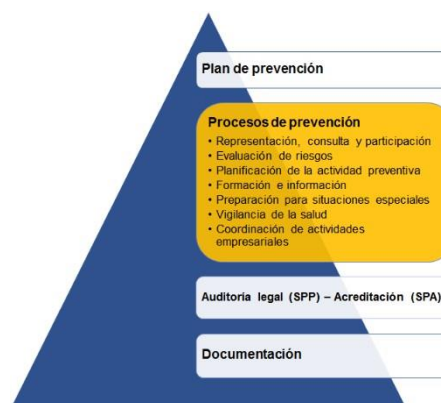 Plan de prevención
Procesos de prevención
• Representación, consulta y participación
• Evaluación de riesgos
• Planificación de la actividad preventiva
• Formación e información
• Preparación para situaciones especiales
• Vigilancia de la salud
• Coordinación de actividades
empresariales
Auditoría legal (SPP) – Acreditación (SPA)
Documentación